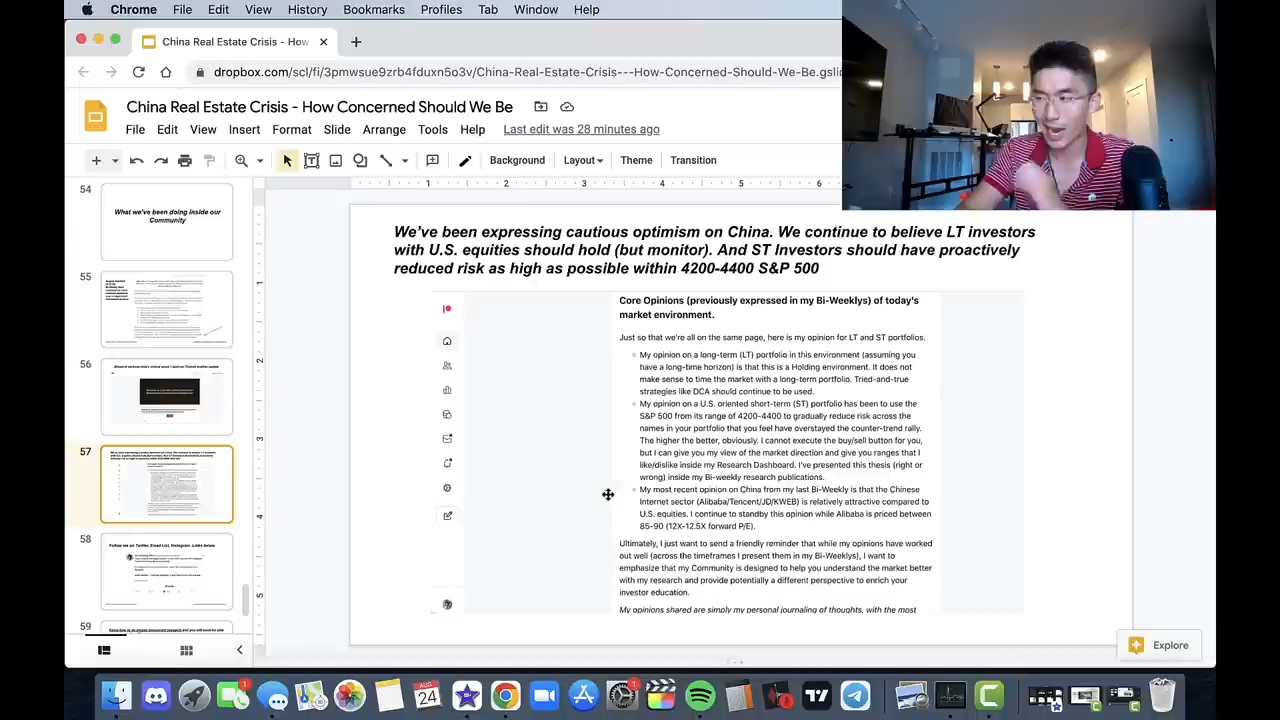 Chrome File Edit View History Bookmarks Profiles Tab Window Help
China Real Estate Crisis - How
dropbox.com/scl/fi/3pmwsue9zrb4fduxn5o3v/China-Real-Estate-Crisis---How-Concerned-Should-We-Be.gsli
China Real Estate Crisis - How Concerned Should We Be
File Edit View Insert Format Slide Arrange Tools Help Last edit was 28 minutes ago
Background Layout Theme Transition
1 2 3 4 5 6
54
What we've been doing inside our
Community
55
56
57
58
Follow me on Twitter, Email List, Instagram. Links below.
59
1
2
3
4
5
We've been expressing cautious optimism on China. We continue to believe LT investors
with U.S. equities should hold (but monitor). And ST Investors should have proactively
reduced risk as high as possible within 4200-4400 S&P 500
Core Opinions (previously expressed in my Bi-Weeklys) of today's
market environment.
Just so that we're all on the same page, here is my opinion for LT and ST portfolios.
My opinion on a long-term (LT) portfolio in this environment (assuming you
have a long-time horizon) is that this is a Holding environment. It does not
make sense to time the market with a long-term portfolio. Tried-and-true
strategies like DCA should continue to be used.
My opinion on a U.S. oriented short-term (ST) portfolio has been to use the
S&P 500 from its range of 4200-4400 to gradually reduce risk across the
names in your portfolio that you feel have overstayed the counter-trend rally.
The higher the better, obviously. I cannot execute the buy/sell button for you,
but I can give you my view of the market direction and give you ranges that I
like/dislike inside my Research Dashboard. I've presented this thesis (right or
wrong) inside my Bi-weekly research publications.
My most recent opinion on China from my last Bi-Weekly is that the Chinese
Internet sector (Alibaba/Tencent/JD/KWEB) is relatively attractive compared to
U.S. equities. I continue to standby this opinion while Alibaba is priced between
85-90 (12X-12.5X forward P/E).
Ultimately, I just want to send a friendly reminder that while my opinions have worked
out well (across the timeframes I present them in my Bi-Weeklys), I want to
emphasize that my Community is designed to help you understand the market better
with my research and provide potentially a different perspective to enrich your
investor education.
My opinions shared are simply my personal journaling of thoughts, with the most
Explore
1
AUG
24
1